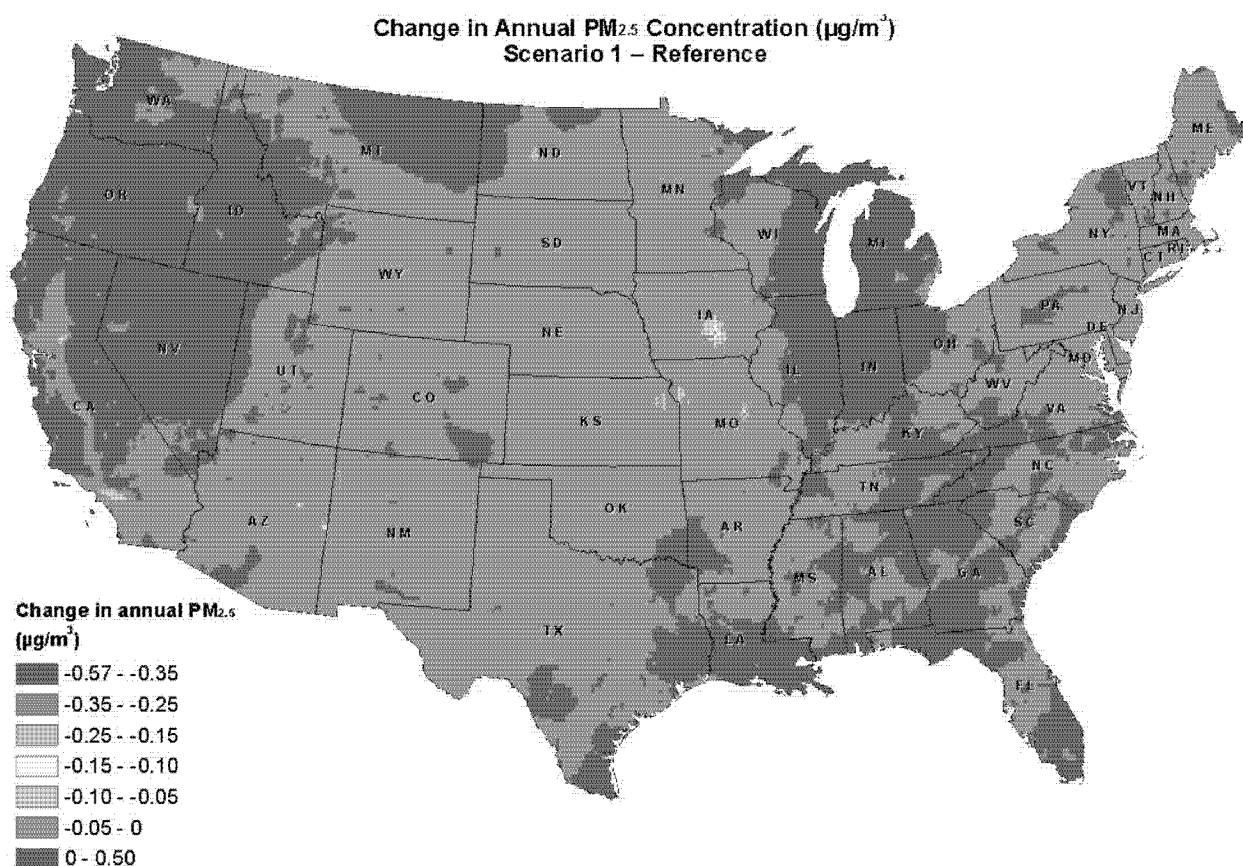 Change in Annual PM2.5 Concentration (µg/m³)
Scenario 1 – Reference
WA
ME
MT
ND
VT
OR
MN
NH
ID
WI
MI
NY
MA
SD
CT
RI
WY
PA
IA
NJ
NE
OH
DE
NV
IL
IN
MD
UT
WV
CO
VA
CA
KS
MO
KY
NC
TN
OK
AZ
NM
AR
SC
MS
AL
GA
TX
LA
FL
Change in annual PM2.5
(µg/m³)
-0.57 - -0.35
-0.35 - -0.25
-0.25 - -0.15
-0.15 - -0.10
-0.10 - -0.05
-0.05 - 0
0 - 0.50